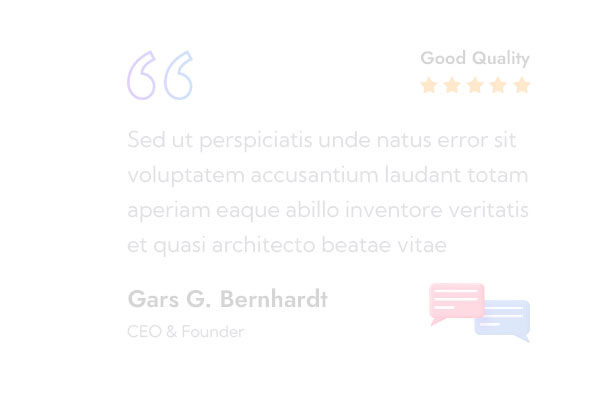 Good Quality
Sed ut perspiciatis unde natus error sit
voluptatem accusantium laudant totam
aperiam eaque abillo inventore veritatis
et quasi architecto beatae vitae
Gars G. Bernhardt
CEO & Founder